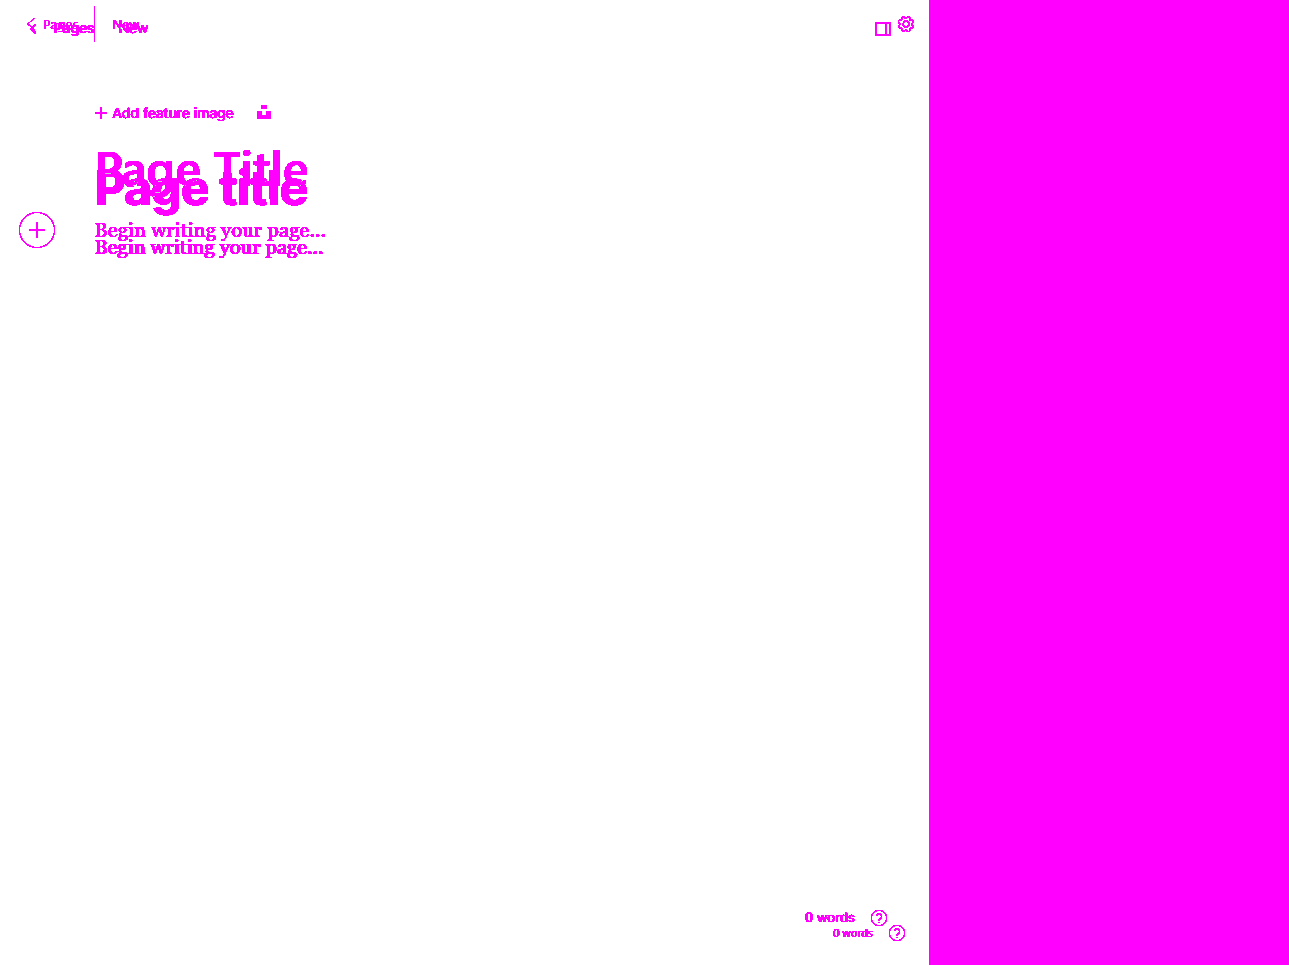 Pages New
Pages New
Add feature image
Page Title
Page title
Begin writing your page...
Begin writing your page...
0 words
0 words